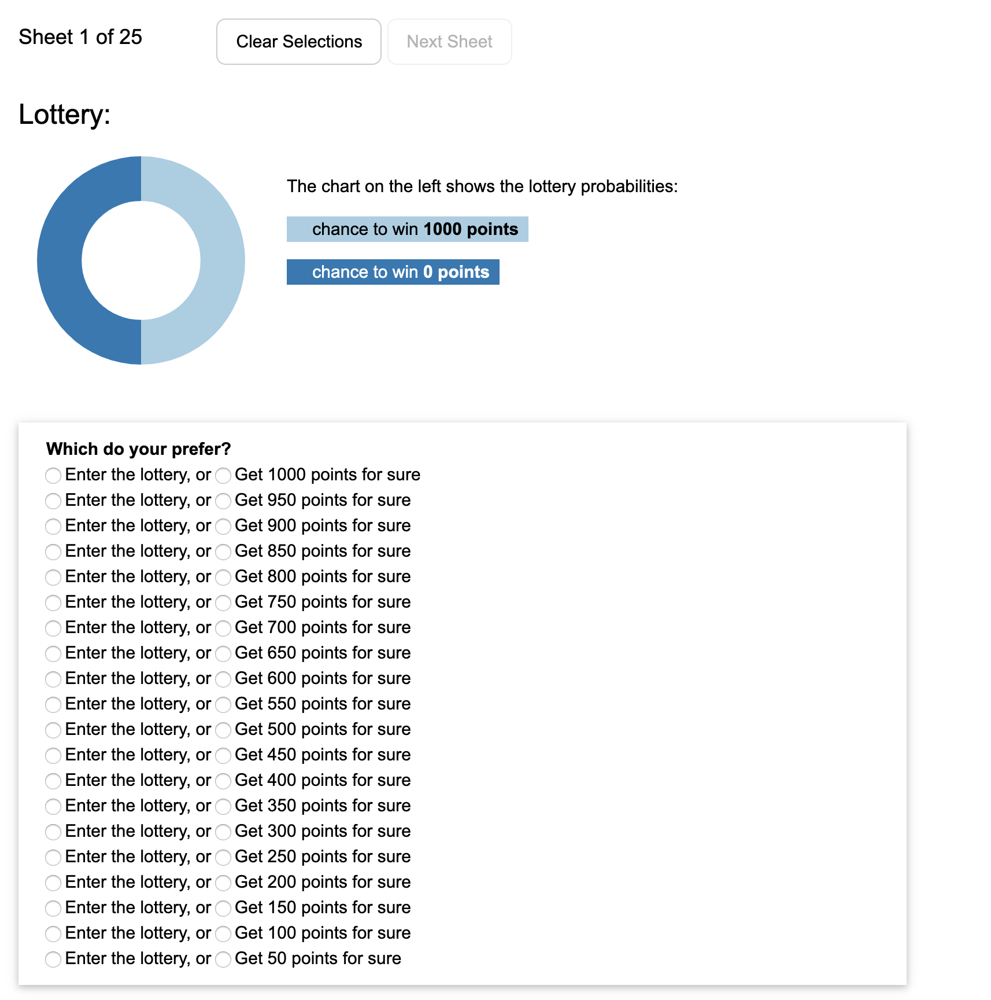 Sheet 1 of 25
Clear Selections
Next Sheet
Lottery:
The chart on the left shows the lottery probabilities:
chance to win 1000 points
chance to win 0 points
Which do your prefer?
Enter the lottery, or Get 1000 points for sure
Enter the lottery, or Get 950 points for sure
Enter the lottery, or Get 900 points for sure
Enter the lottery, or Get 850 points for sure
Enter the lottery, or Get 800 points for sure
Enter the lottery, or Get 750 points for sure
Enter the lottery, or Get 700 points for sure
Enter the lottery, or Get 650 points for sure
Enter the lottery, or Get 600 points for sure
Enter the lottery, or Get 550 points for sure
Enter the lottery, or Get 500 points for sure
Enter the lottery, or Get 450 points for sure
Enter the lottery, or Get 400 points for sure
Enter the lottery, or Get 350 points for sure
Enter the lottery, or Get 300 points for sure
Enter the lottery, or Get 250 points for sure
Enter the lottery, or Get 200 points for sure
Enter the lottery, or Get 150 points for sure
Enter the lottery, or Get 100 points for sure
Enter the lottery, or Get 50 points for sure